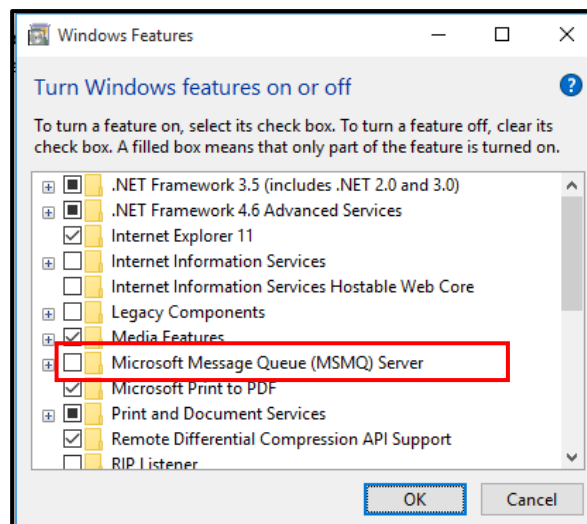 Windows Features
Turn Windows features on or off
To turn a feature on, select its check box. To turn a feature off, clear its
check box. A filled box means that only part of the feature is turned on.
.NET Framework 3.5 (includes .NET 2.0 and 3.0)
.NET Framework 4.6 Advanced Services
Internet Explorer 11
Internet Information Services
Internet Information Services Hostable Web Core
Legacy Components
Media Features
Microsoft Message Queue (MSMQ) Server
Microsoft Print to PDF
Print and Document Services
Remote Differential Compression API Support
RIP Listener
OK Cancel